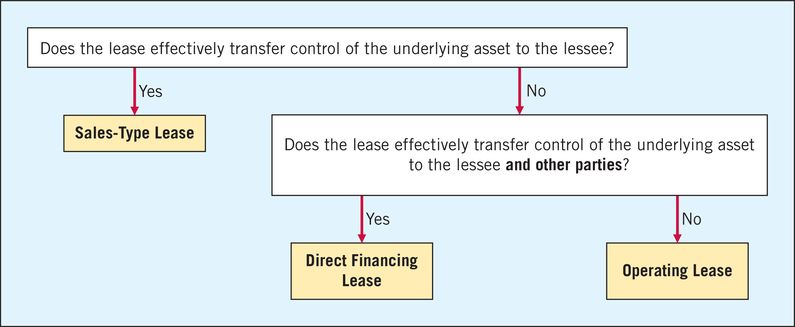 Does the lease effectively transfer control of the underlying asset to the lessee?
Yes
No
Sales-Type Lease
Does the lease effectively transfer control of the underlying asset
to the lessee and other parties?
Yes
No
Direct Financing
Lease
Operating Lease